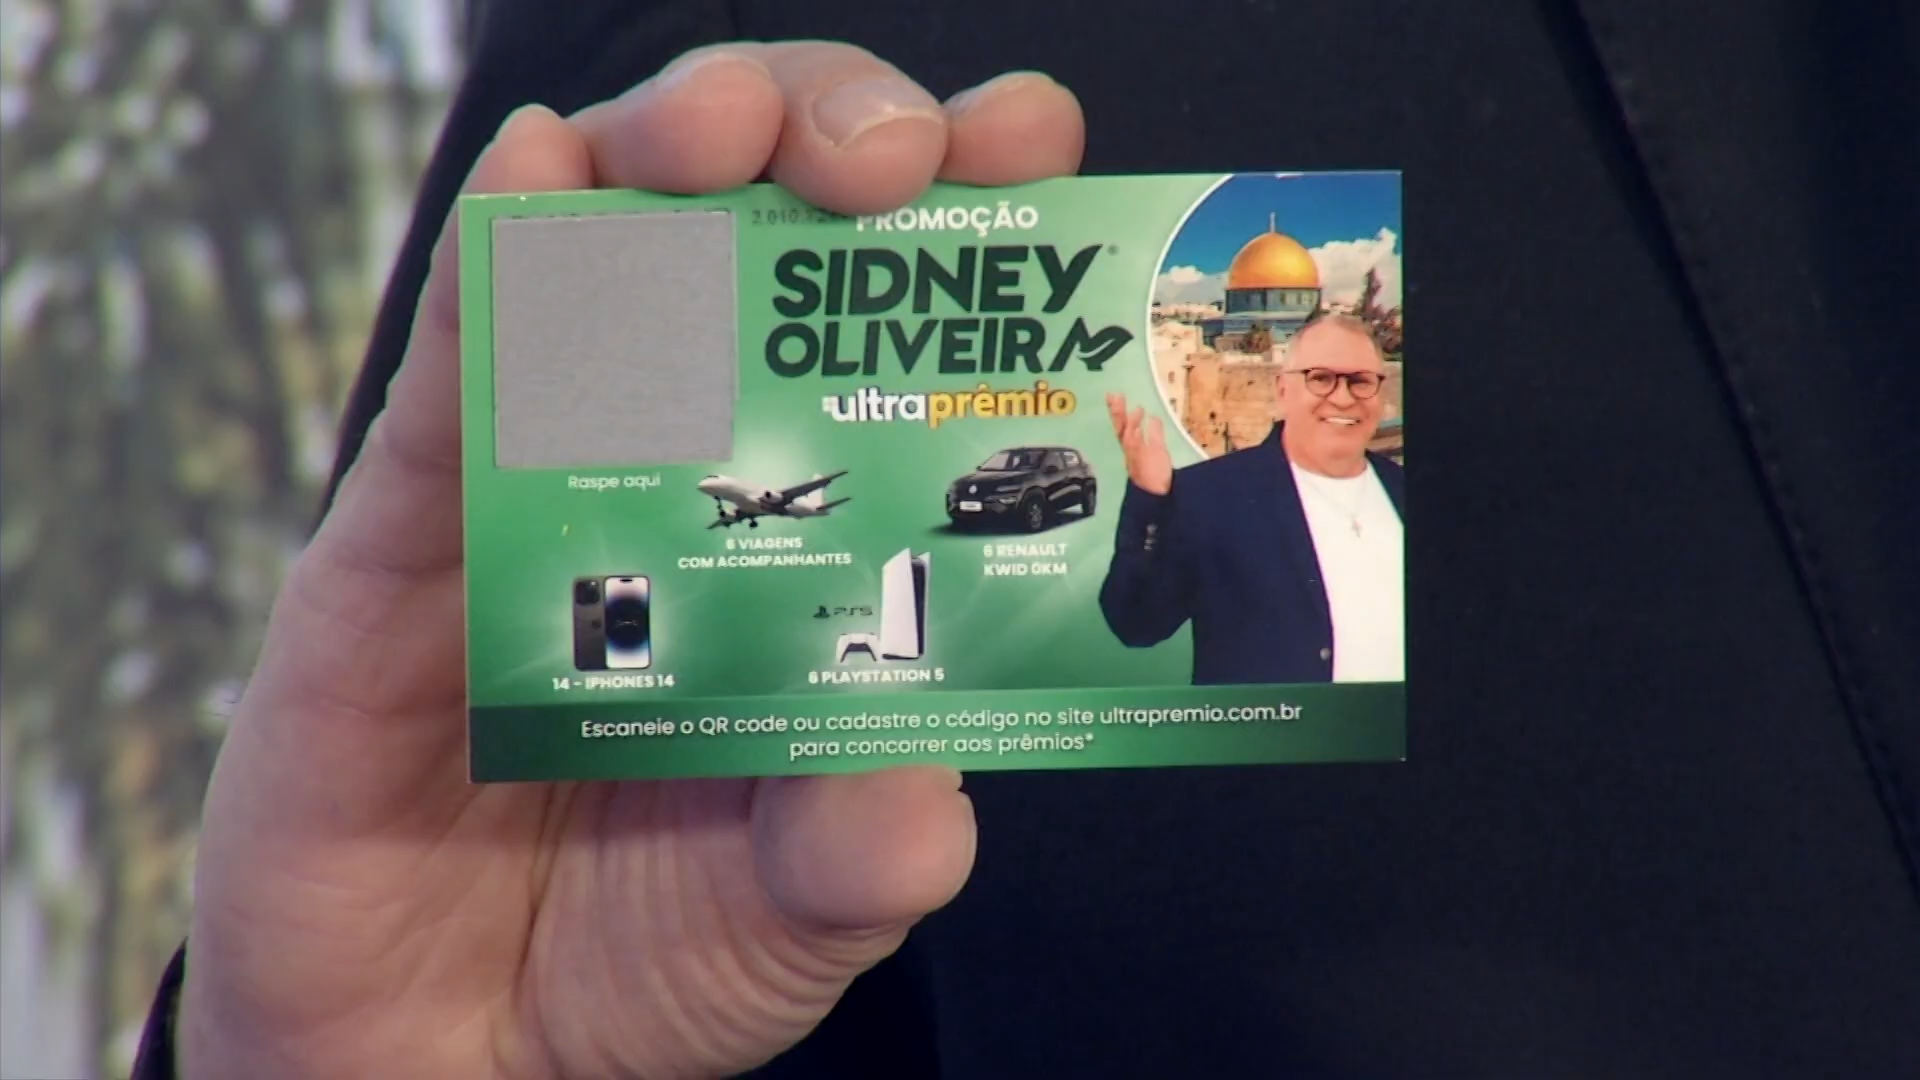 PROMOÇÃO
SIDNEY
OLIVEIRA
ultraprêmio
Raspe aqui
6 VIAGENS
COM ACOMPANHANTES
6 RENAULT
KWID 0KM
PS5
14 - IPHONES 14
6 PLAYSTATION 5
Escaneie o QR code ou cadastre o código no site ultrapremio.com.br
para concorrer aos prêmios*